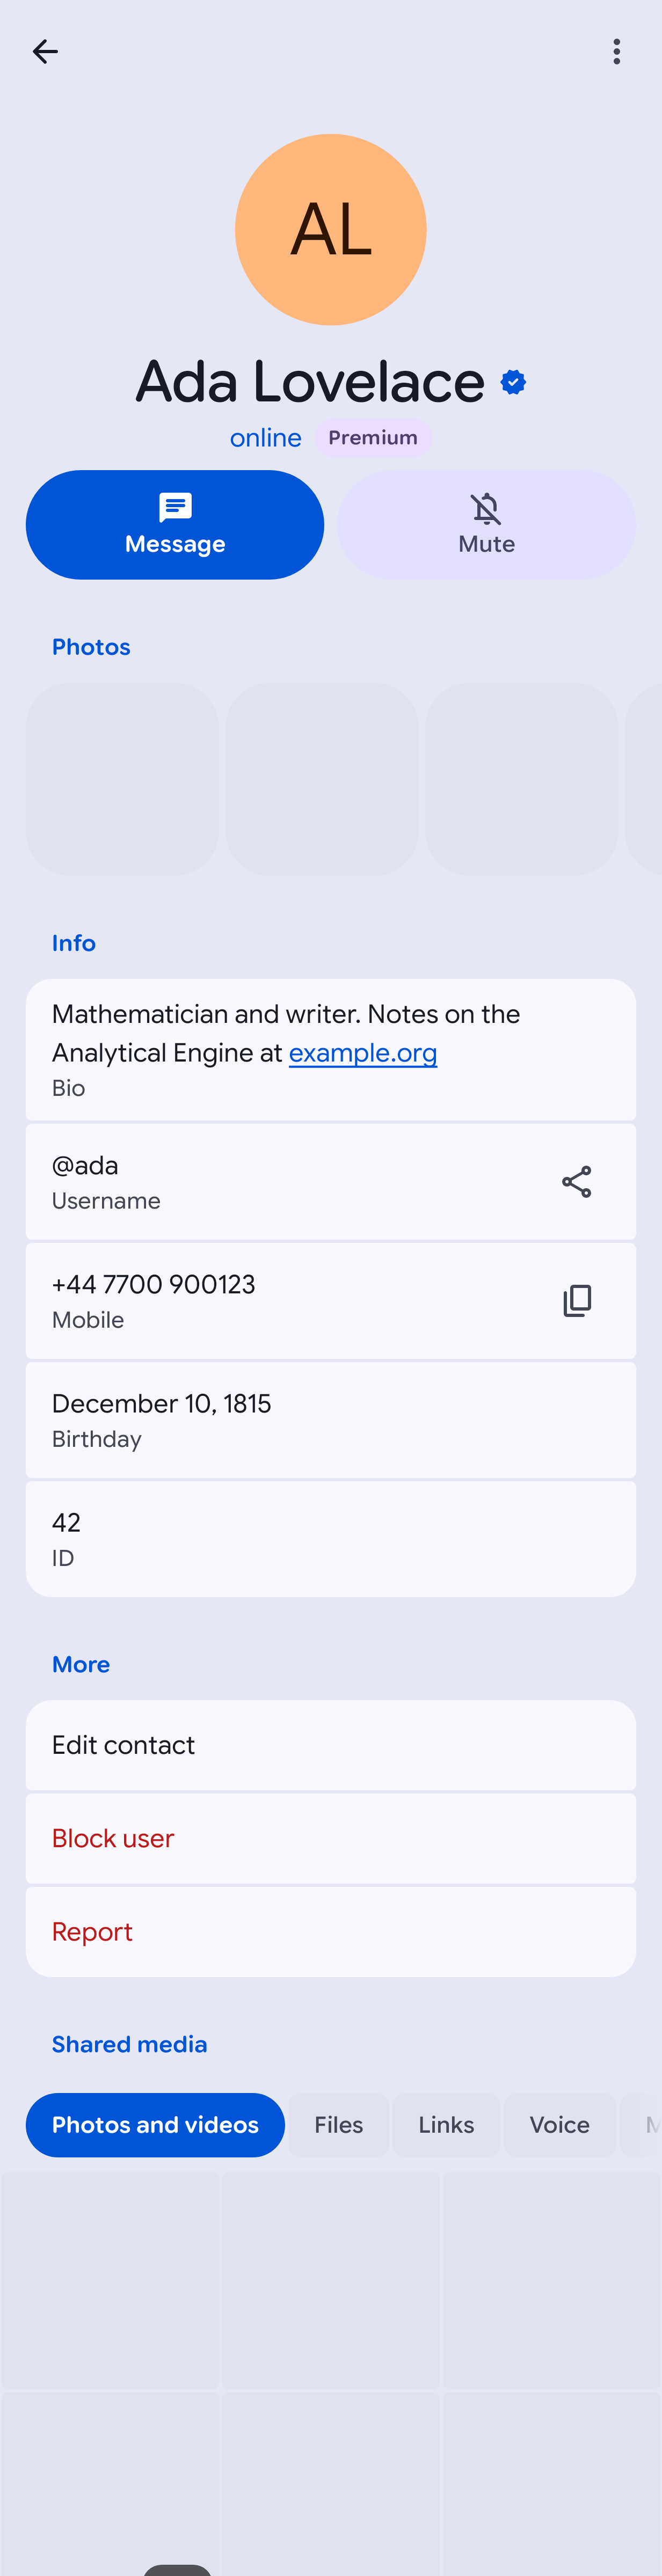 AL
Ada Lovelace
online Premium
Message
Mute
Photos
Info
Mathematician and writer. Notes on the
Analytical Engine at example.org
Bio
@ada
Username
+44 7700 900123
Mobile
December 10, 1815
Birthday
42
ID
More
Edit contact
Block user
Report
Shared media
Photos and videos Files Links Voice